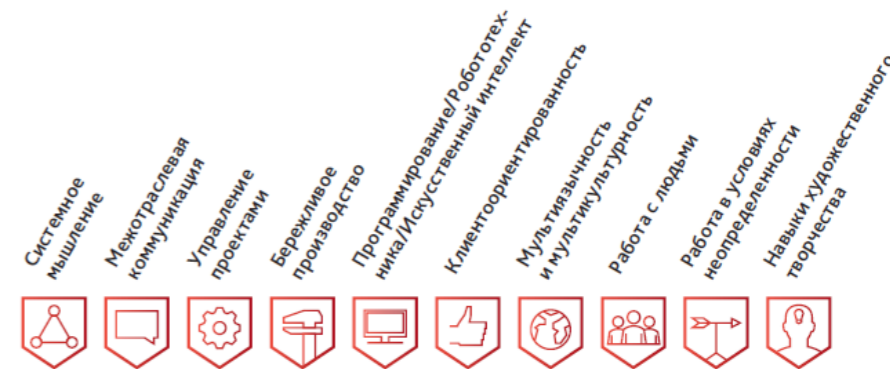 Системное
мышление
Межотраслевая
коммуникация
Управление
проектами
Бережливое
производство
Программирование/Робототех-
ника/Искусственный интеллект
Клиентоориентированность
Мультиязычность
и мультикультурность
Работа с людьми
Работа в условиях
неопределенности
Навыки художественного
творчества